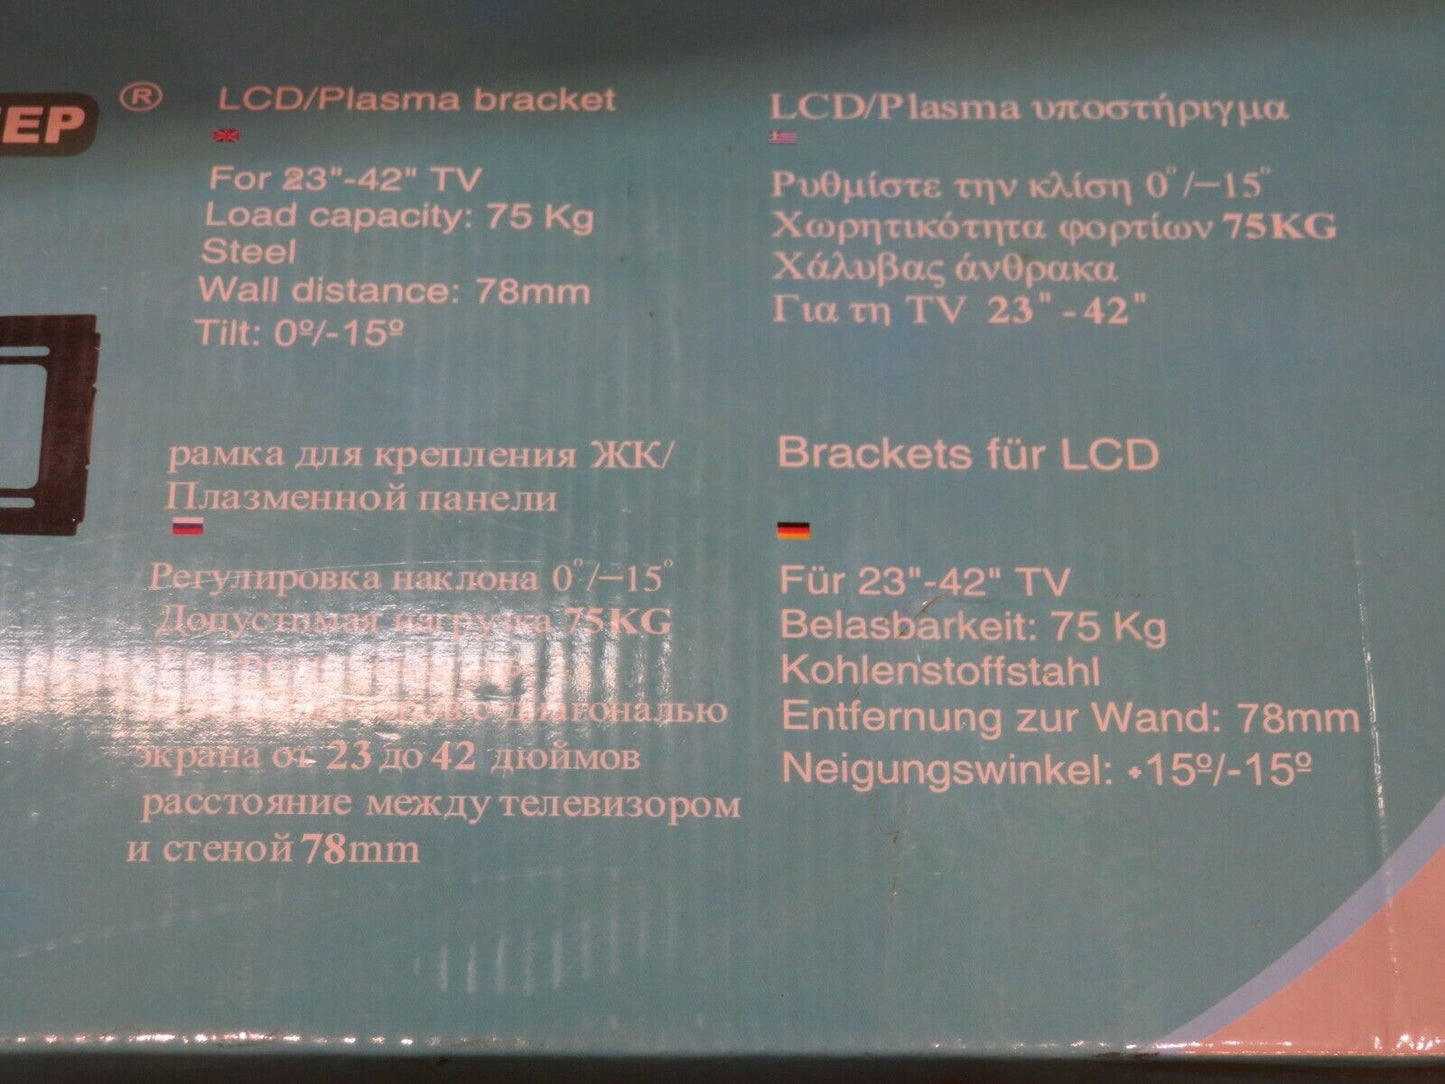 EP ®
LCD/Plasma bracket
For 23"-42" TV
Load capacity: 75 Kg
Steel
Wall distance: 78mm
Tilt: 0º/-15º
LCD/Plasma υποστήριγμα
Ρυθμίστε την κλίση 0°/–15°
Χωρητικότητα φορτίων 75KG
Χάλυβας άνθρακα
Για τη TV 23" - 42"
рамка для крепления ЖК/
Плазменной панели
Регулировка наклона 0°/–15°
Допустимая нагрузка 75KG
с диагональю
экрана от 23 до 42 дюймов
расстояние между телевизором
и стеной 78mm
Brackets für LCD
Für 23"-42" TV
Belasbarkeit: 75 Kg
Kohlenstoffstahl
Entfernung zur Wand: 78mm
Neigungswinkel: +15º/-15º